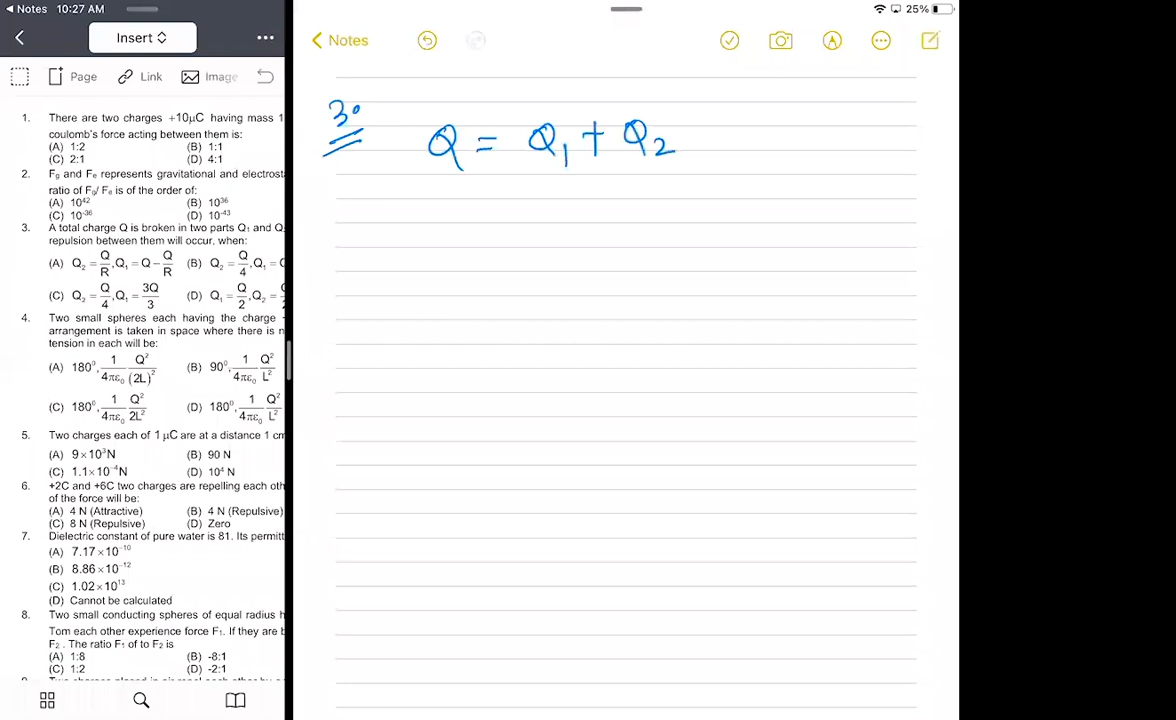 Notes 10:27 AM
25%
Insert
Page Link Image
Notes
1. There are two charges +10μC having mass 1
coulomb's force acting between them is:
(A) 1:2 (B) 1:1
(C) 2:1 (D) 4:1
2. Fg and Fe represents gravitational and electrost
ratio of Fg/ Fe is of the order of:
(A) 10⁴² (B) 10³⁶
(C) 10⁻³⁶ (D) 10⁻⁴³
3. A total charge Q is broken in two parts Q₁ and Q₂
repulsion between them will occur, when:
(A) Q₂ = Q/R, Q₁ = Q − Q/R (B) Q₂ = Q/4, Q₁ =
(C) Q₂ = Q/4, Q₁ = 3Q/3 (D) Q₁ = Q/2, Q₂ =
4. Two small spheres each having the charge
arrangement is taken in space where there is n
tension in each will be:
(A) 180⁰, 1/4πε₀ Q²/(2L)² (B) 90⁰, 1/4πε₀ Q²/L²
(C) 180⁰, 1/4πε₀ Q²/2L² (D) 180⁰, 1/4πε₀ Q²/L²
5. Two charges each of 1 μC are at a distance 1 cm
(A) 9×10³N (B) 90 N
(C) 1.1×10⁻⁴N (D) 10⁴ N
6. +2C and +6C two charges are repelling each oth
of the force will be:
(A) 4 N (Attractive) (B) 4 N (Repulsive)
(C) 8 N (Repulsive) (D) Zero
7. Dielectric constant of pure water is 81. Its permitt
(A) 7.17×10⁻¹⁰
(B) 8.86×10⁻¹²
(C) 1.02×10¹³
(D) Cannot be calculated
8. Two small conducting spheres of equal radius h
Tom each other experience force F₁. If they are b
F₂ . The ratio F₁ of to F₂ is
(A) 1:8 (B) -8:1
(C) 1:2 (D) -2:1
3.
Q = Q₁ + Q₂